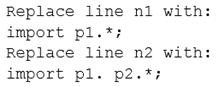 Replace line n1 with:
import p1.*;
Replace line n2 with:
import p1. p2.*;